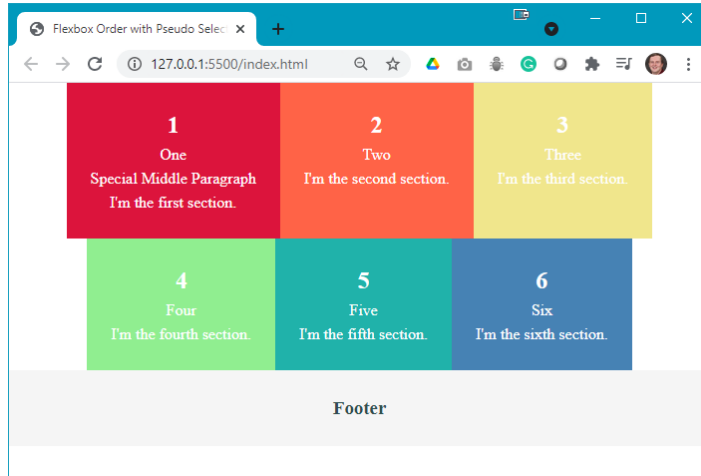 Flexbox Order with Pseudo Selec
127.0.0.1:5500/index.html
1
One
Special Middle Paragraph
I'm the first section.
2
Two
I'm the second section.
3
Three
I'm the third section.
4
Four
I'm the fourth section.
5
Five
I'm the fifth section.
6
Six
I'm the sixth section.
Footer